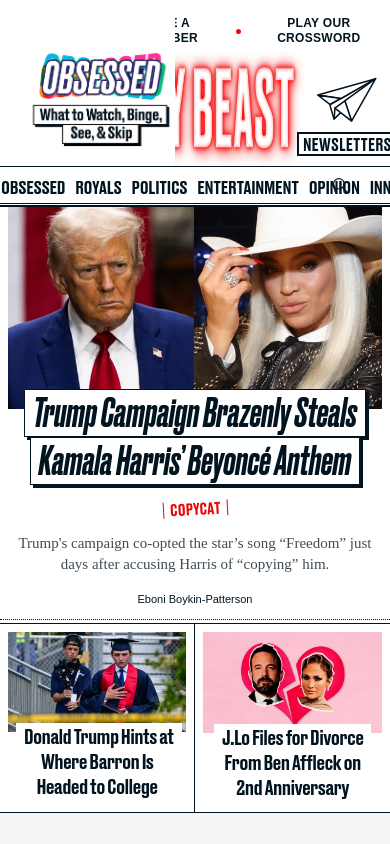 E A
BER
PLAY OUR
CROSSWORD
OBSESSED
What to Watch, Binge,
See, & Skip
Y BEAST
NEWSLETTERS
OBSESSED ROYALS POLITICS ENTERTAINMENT OPINION INN
Trump Campaign Brazenly Steals
Kamala Harris’ Beyoncé Anthem
COPYCAT
Trump's campaign co-opted the star’s song “Freedom” just
days after accusing Harris of “copying” him.
Eboni Boykin-Patterson
Donald Trump Hints at
Where Barron Is
Headed to College
J.Lo Files for Divorce
From Ben Affleck on
2nd Anniversary